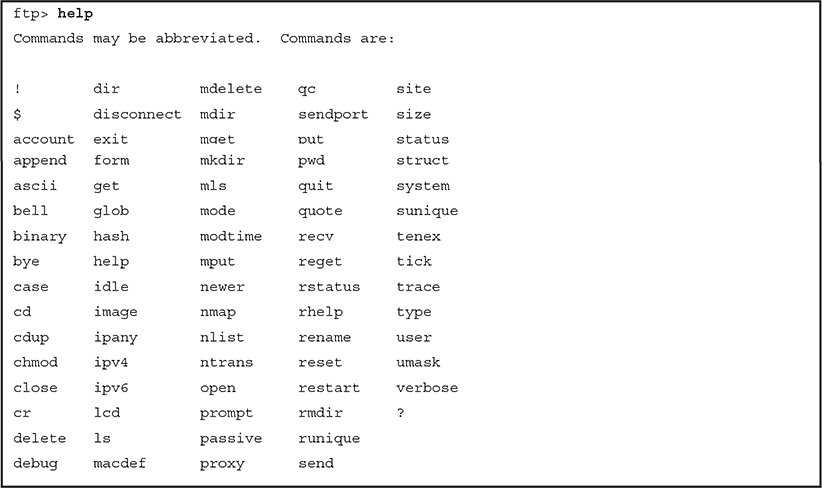 ftp> help
Commands may be abbreviated.  Commands are:
!        dir         mdelete  qc        site
$        disconnect  mdir     sendport  size
account  exit        mget     put       status
append   form        mkdir    pwd       struct
ascii    get         mls      quit      system
bell     glob        mode     quote     sunique
binary   hash        modtime  recv      tenex
bye      help        mput     reget     tick
case     idle        newer    rstatus   trace
cd       image       nmap     rhelp     type
cdup     ipany       nlist    rename    user
chmod    ipv4        ntrans   reset     umask
close    ipv6        open     restart   verbose
cr       lcd         prompt   rmdir     ?
delete   ls          passive  runique
debug    macdef      proxy    send